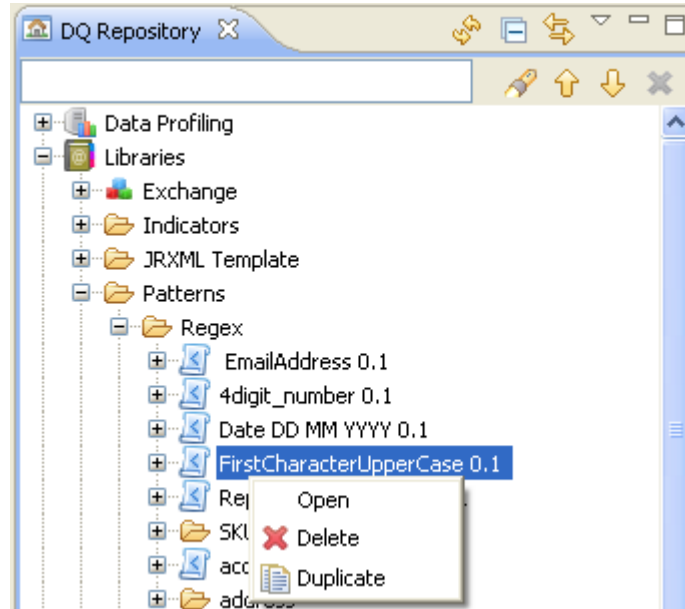 DQ Repository
Data Profiling
Libraries
Exchange
Indicators
JRXML Template
Patterns
Regex
EmailAddress 0.1
4digit_number 0.1
Date DD MM YYYY 0.1
FirstCharacterUpperCase 0.1
Open
Delete
Duplicate
address